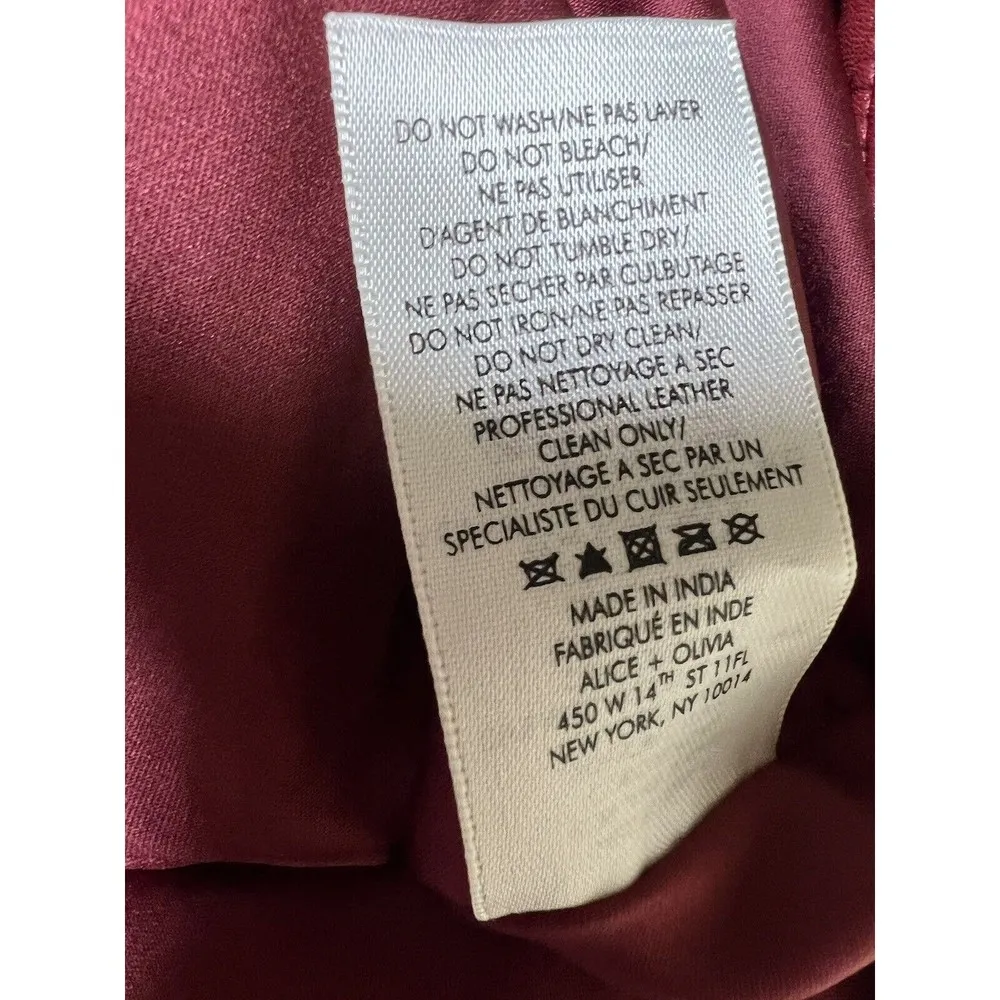 DO NOT WASH/NE PAS LAVER
DO NOT BLEACH/
NE PAS UTILISER
D'AGENT DE BLANCHIMENT
DO NOT TUMBLE DRY/
NE PAS SECHER PAR CULBUTAGE
DO NOT IRON/NE PAS REPASSER
DO NOT DRY CLEAN/
NE PAS NETTOYAGE A SEC
PROFESSIONAL LEATHER
CLEAN ONLY/
NETTOYAGE A SEC PAR UN
SPECIALISTE DU CUIR SEULEMENT
MADE IN INDIA
FABRIQUÉ EN INDE
ALICE + OLIVIA
450 W 14TH ST 11FL
NEW YORK, NY 10014